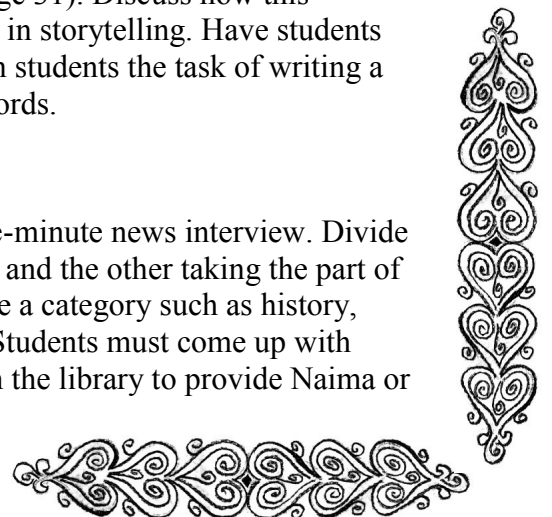 Discuss how this
in storytelling. Have students
students the task of writing a
ords.
e-minute news interview. Divide
and the other taking the part of
e a category such as history,
Students must come up with
the library to provide Naima or